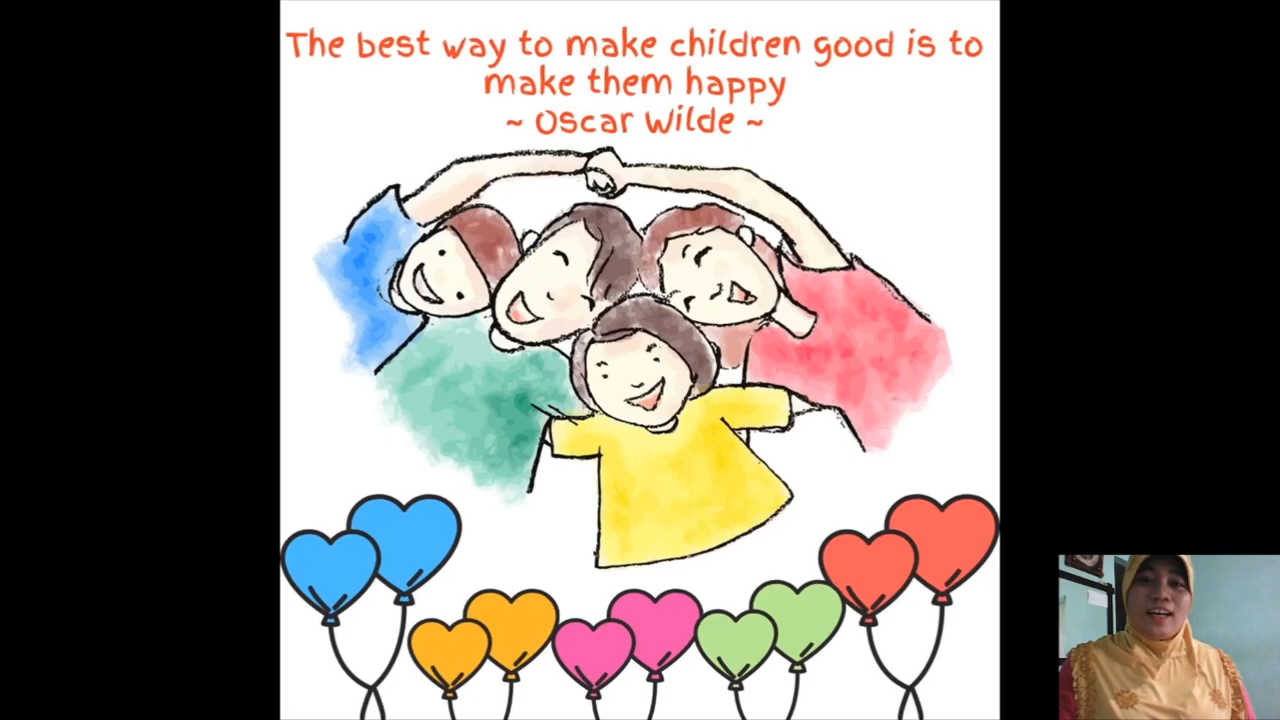 The best way to make children good is to
make them happy
~ Oscar Wilde ~